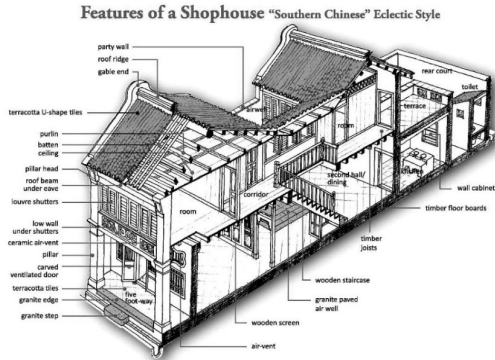 Features of a Shophouse "Southern Chinese" Eclectic Style
party wall
roof ridge
gable end
terracotta U-shape tiles
purlin
batten
ceiling
pillar head
roof beam
under eave
louvre shutters
low wall
under shutters
ceramic air-vent
pillar
carved
ventilated door
terracotta tiles
granite edge
granite step
five
foot-way
room
corridor
airwell
room
second hall/
dining
terrace
rear court
toilet
kitchen
wall cabinet
timber floor boards
timber
joists
wooden staircase
granite paved
air well
wooden screen
air-vent